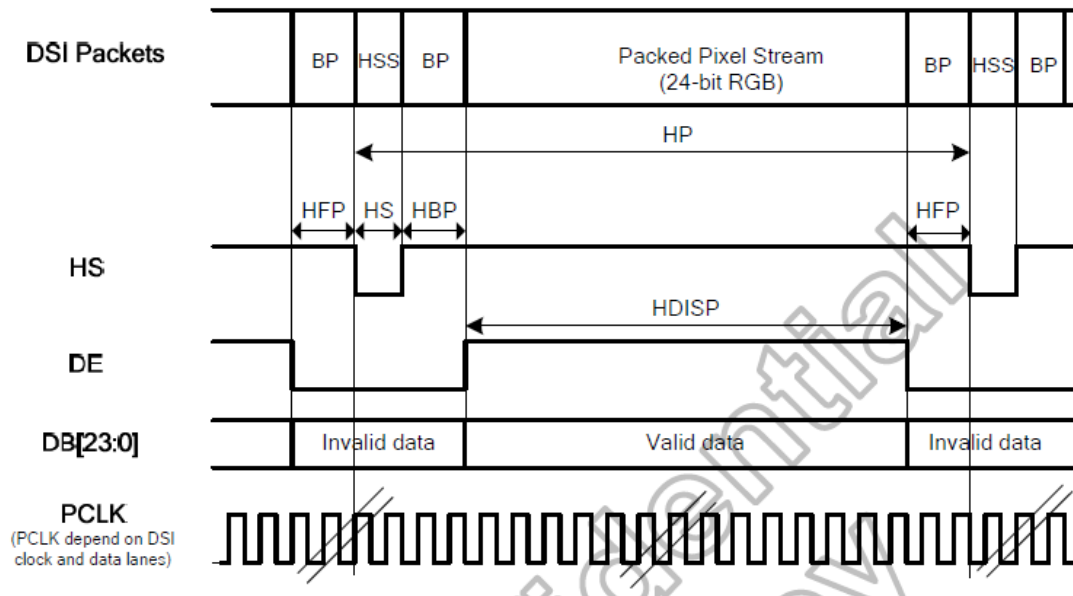 DSI Packets
BP HSS BP Packed Pixel Stream BP HSS BP
(24-bit RGB)
HP
HFP HS HBP HFP
HS
HDISP
DE
DB[23:0] Invalid data Valid data Invalid data
PCLK
(PCLK depend on DSI
clock and data lanes)